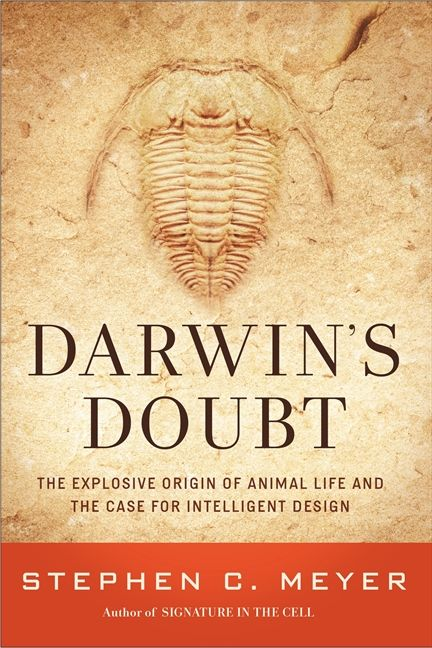 DARWIN'S
DOUBT
THE EXPLOSIVE ORIGIN OF ANIMAL LIFE AND
THE CASE FOR INTELLIGENT DESIGN
STEPHEN C. MEYER
Author of SIGNATURE IN THE CELL